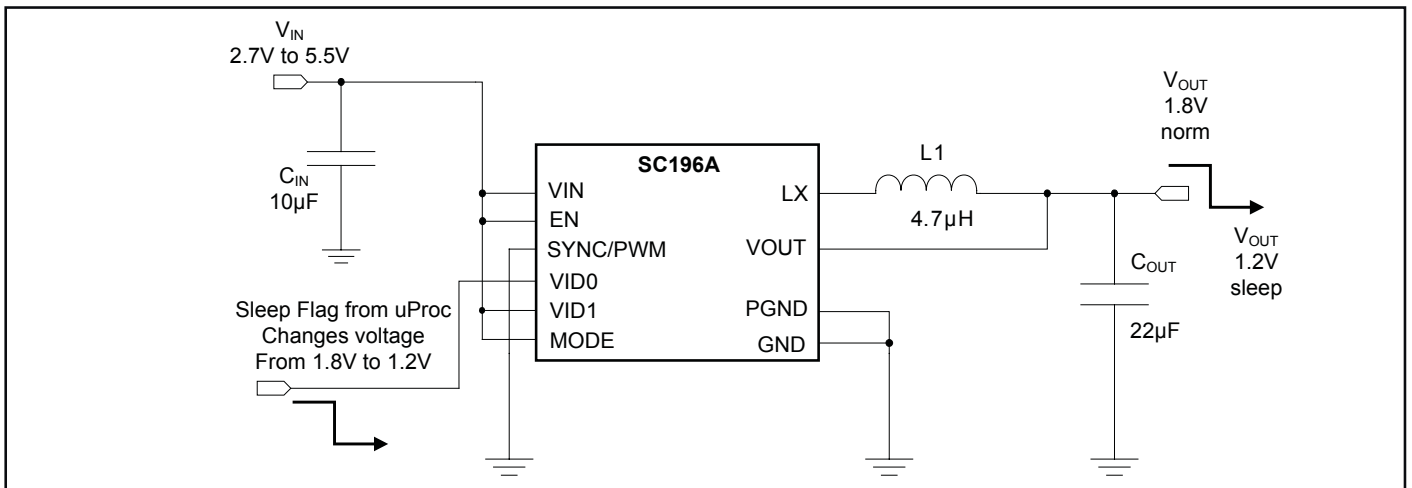 V_IN
2.7V to 5.5V
C_IN
10µF
Sleep Flag from uProc
Changes voltage
From 1.8V to 1.2V
SC196A
VIN
EN
SYNC/PWM
VID0
VID1
MODE
LX
VOUT
PGND
GND
L1
4.7µH
C_OUT
22µF
V_OUT
1.8V
norm
V_OUT
1.2V
sleep